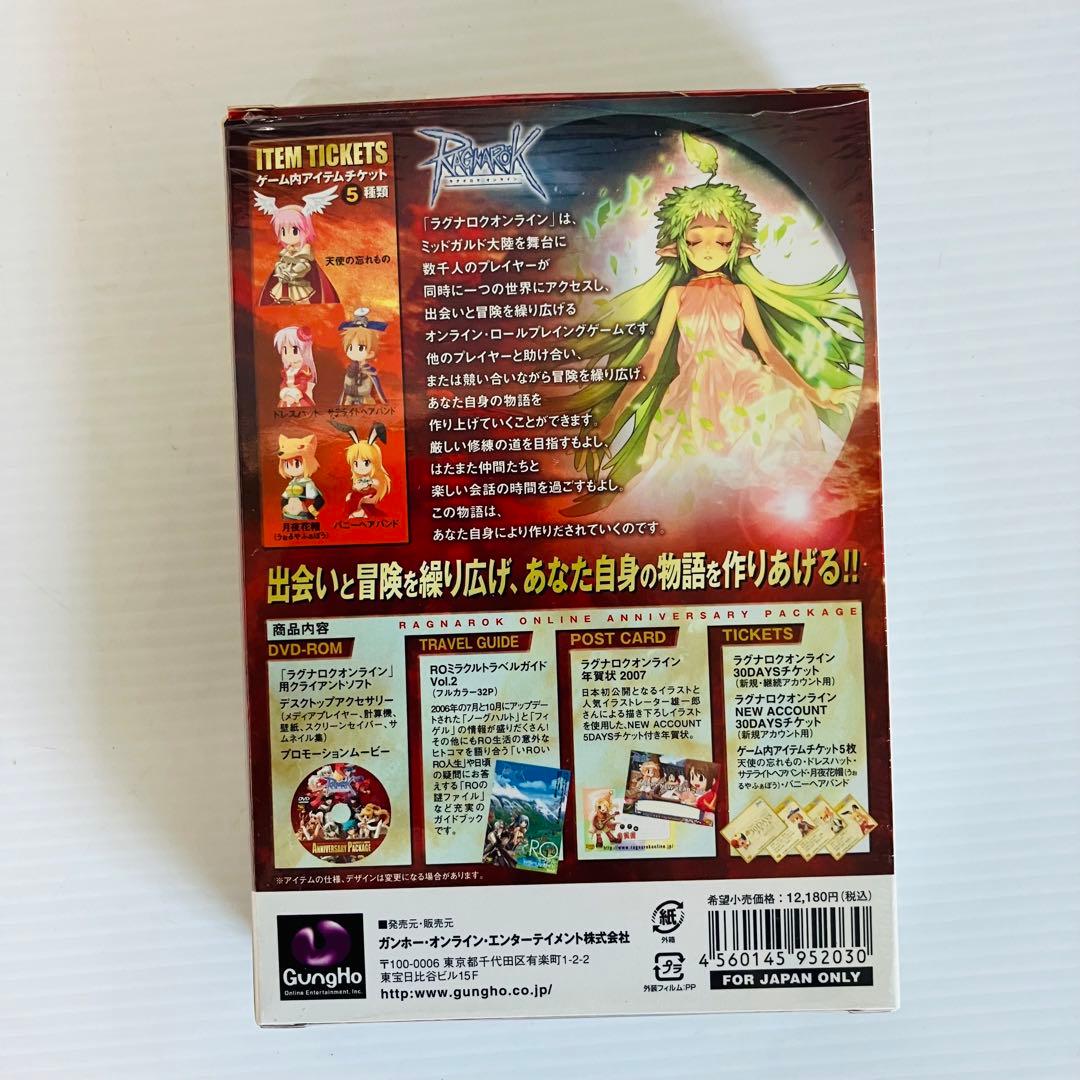 ITEM TICKETS
ゲーム内アイテムチケット
5種類
天使の忘れもの
ドレスハット
サテライトヘアバンド
月夜花帽
(うぉるやふぁぼう)
バニーヘアバンド
RAGNARÖK
ラグナロクオンライン
「ラグナロクオンライン」は、
ミッドガルド大陸を舞台に
数千人のプレイヤーが
同時に一つの世界にアクセスし、
出会いと冒険を繰り広げる
オンライン・ロールプレイングゲームです。
他のプレイヤーと助け合い、
または競い合いながら冒険を繰り広げ、
あなた自身の物語を
作り上げていくことができます。
厳しい修練の道を目指すもよし、
はたまた仲間たちと
楽しい会話の時間を過ごすもよし。
この物語は、
あなた自身により作りだされていくのです。
出会いと冒険を繰り広げ、あなた自身の物語を作りあげる!!
RAGNAROK ONLINE ANNIVERSARY PACKAGE
商品内容
DVD-ROM
「ラグナロクオンライン」
用クライアントソフト
デスクトップアクセサリー
(メディアプレイヤー、計算機、
壁紙、スクリーンセイバー、サ
ムネイル集)
プロモーションムービー
ANNIVERSARY PACKAGE
TRAVEL GUIDE
ROミラクルトラベルガイド
Vol.2
(フルカラー32P)
2006年の7月と10月にアップデー
トされた「ノーグハルト」と「フィ
ゲル」の情報が盛りだくさん!
その他にもRO生活の意外な
ヒトコマを語り合う「いROい
RO人生」や日頃
の疑問にお答
えする「ROの
謎ファイル」
など充実の
ガイドブック
です。
RO
POST CARD
ラグナロクオンライン
年賀状 2007
日本初公開となるイラストと
人気イラストレーター雄一郎
さんによる描き下ろしイラスト
を使用した、NEW ACCOUNT
5DAYSチケット付き年賀状。
http://www.ragnarokonline.jp/
TICKETS
ラグナロクオンライン
30DAYSチケット
(新規・継続アカウント用)
ラグナロクオンライン
NEW ACCOUNT
30DAYSチケット
(新規アカウント用)
ゲーム内アイテムチケット5枚
天使の忘れもの・ドレスハット・
サテライトヘアバンド・月夜花帽(うぉ
るやふぁぼう)・バニーヘアバンド
※アイテムの仕様、デザインは変更になる場合があります。
GungHo
Online Entertainment, Inc.
■発売元・販売元
ガンホー・オンライン・エンターテイメント株式会社
〒100-0006 東京都千代田区有楽町1-2-2
東宝日比谷ビル15F
http:www.gungho.co.jp/
紙
外箱
プラ
外装フィルム:PP
希望小売価格:12,180円(税込)
4 560145 952030
FOR JAPAN ONLY